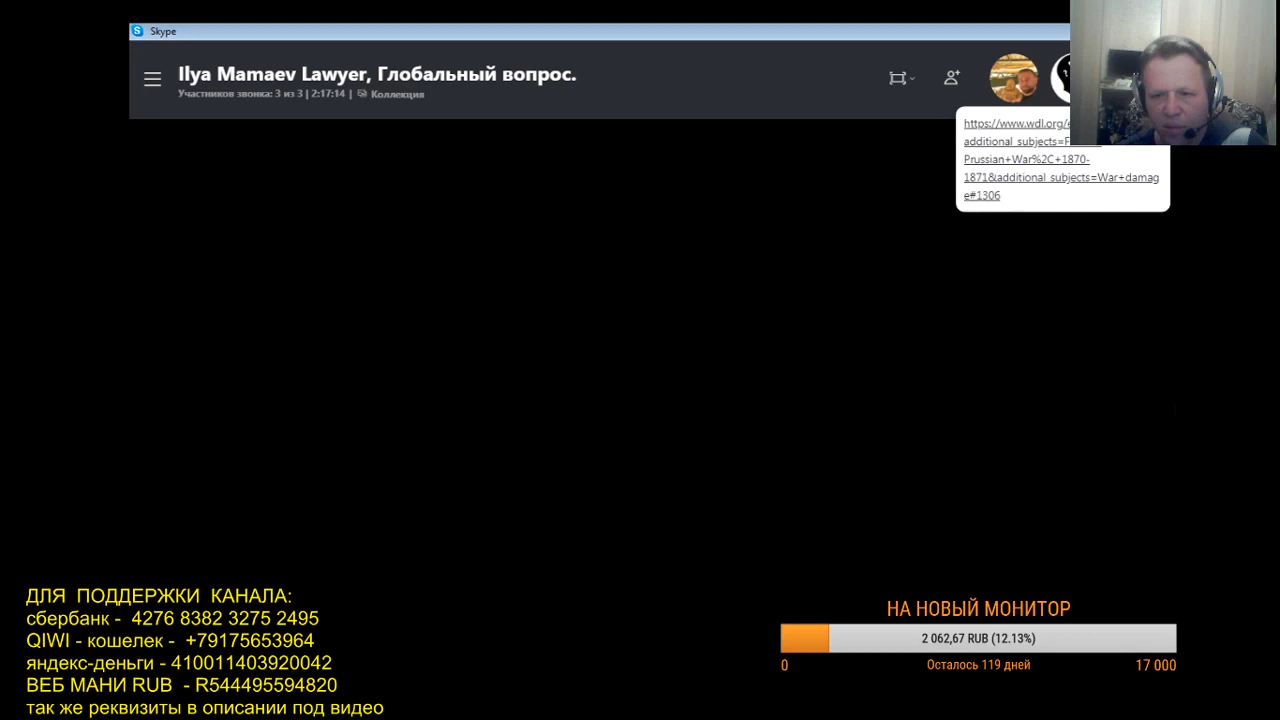 Skype
Ilya Mamaev Lawyer, Глобальный вопрос.
Участников звонка: 3 из 3 | 2:17:14 | Коллекция
https://www.wdl.org/
additional_subjects=
Prussian+War%2C+1870-
1871&additional_subjects=War+damag
e#1306
ДЛЯ ПОДДЕРЖКИ КАНАЛА:
сбербанк - 4276 8382 3275 2495
QIWI - кошелек - +79175653964
яндекс-деньги - 410011403920042
ВЕБ МАНИ RUB - R544495594820
так же реквизиты в описании под видео
НА НОВЫЙ МОНИТОР
2 062,67 RUB (12.13%)
0 Осталось 119 дней 17 000